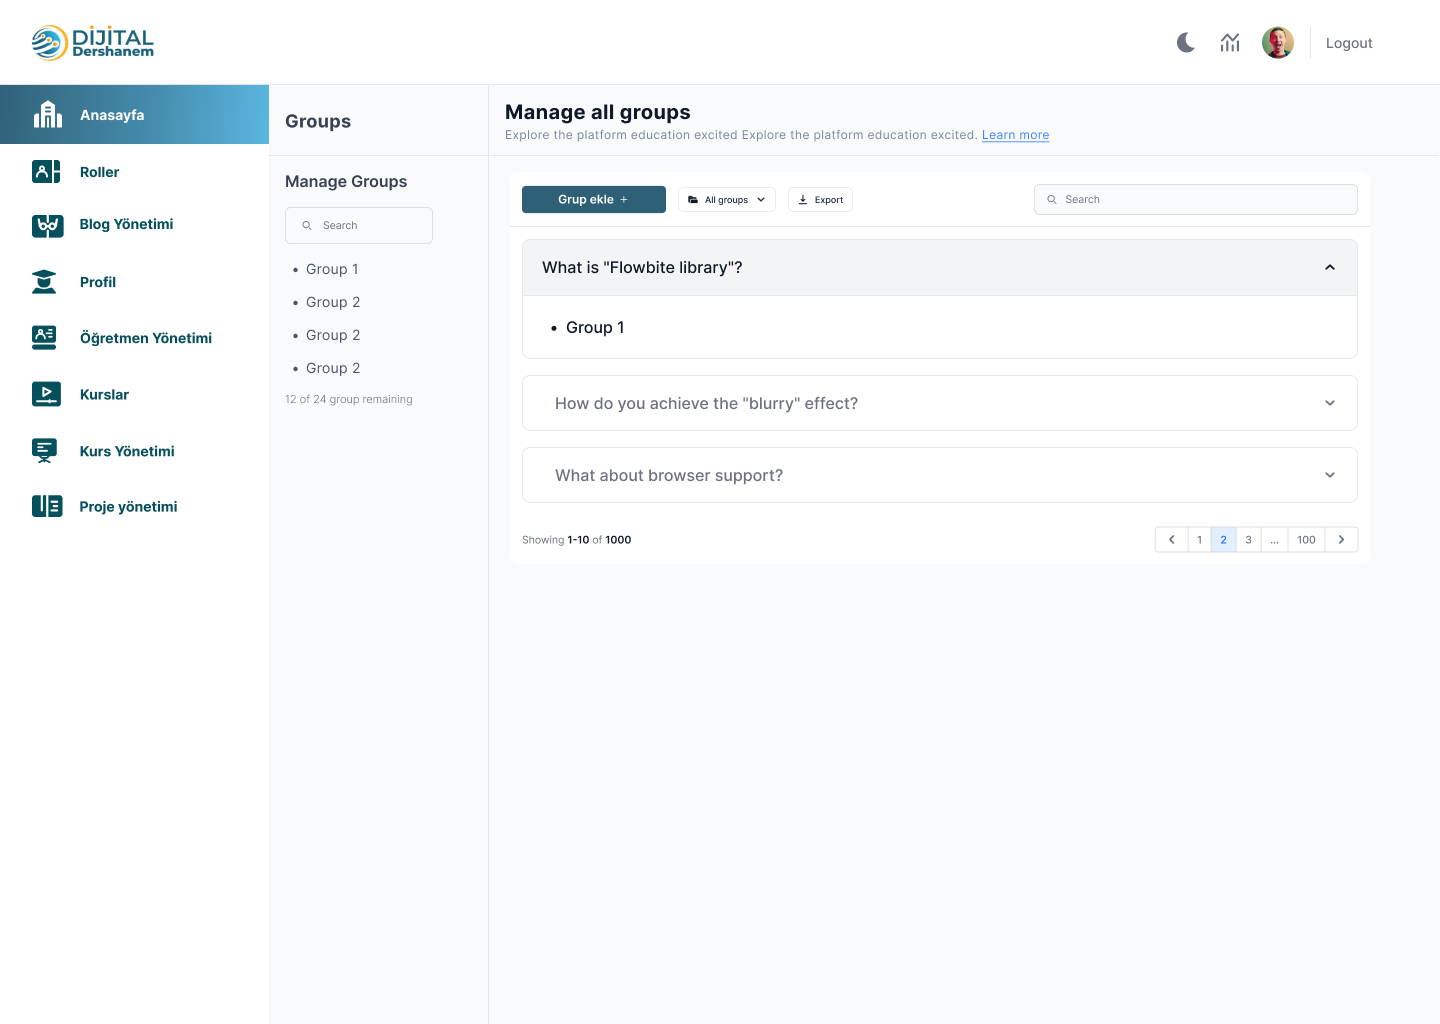 DİJİTAL
Dershanem
Logout
Anasayfa
Roller
Blog Yönetimi
Profil
Öğretmen Yönetimi
Kurslar
Kurs Yönetimi
Proje yönetimi
Groups
Manage Groups
Search
• Group 1
• Group 2
• Group 2
• Group 2
12 of 24 group remaining
Manage all groups
Explore the platform education excited Explore the platform education excited. Learn more
Grup ekle +
All groups
Export
Search
What is "Flowbite library"?
• Group 1
How do you achieve the "blurry" effect?
What about browser support?
Showing 1-10 of 1000
1 2 3 ... 100